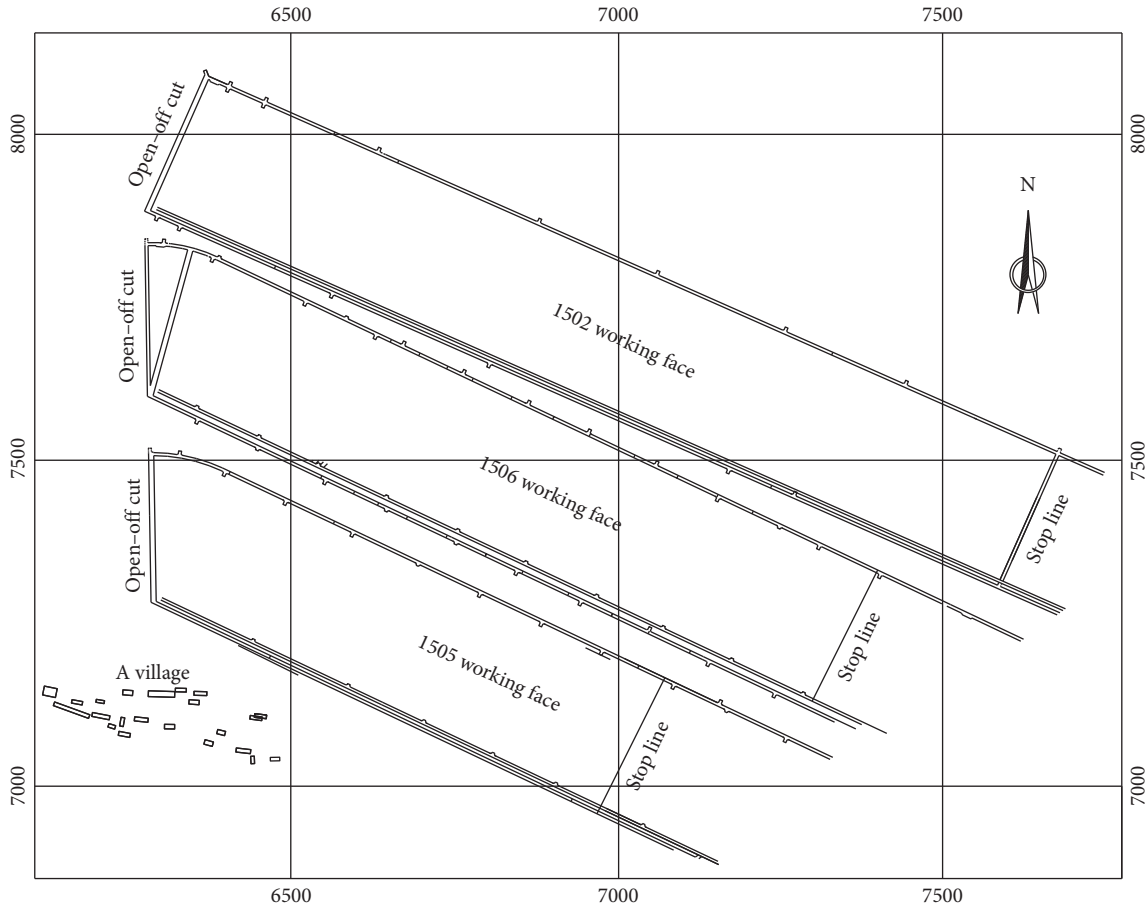 6500
7000
7500
8000
8000
Open-off cut
N
Open-off cut
1502 working face
7500
7500
1506 working face
Open-off cut
Stop line
Stop line
1505 working face
A village
Stop line
7000
7000
6500
7000
7500